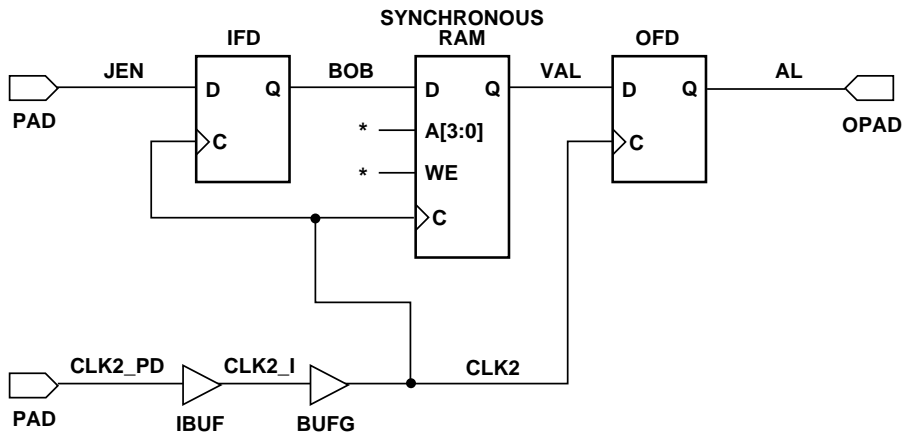 SYNCHRONOUS
IFD
RAM
OFD
JEN
BOB
VAL
AL
D
Q
D
Q
D
Q
PAD
OPAD
*
A[3:0]
C
C
*
WE
C
CLK2_PD
CLK2_I
CLK2
PAD
IBUF
BUFG